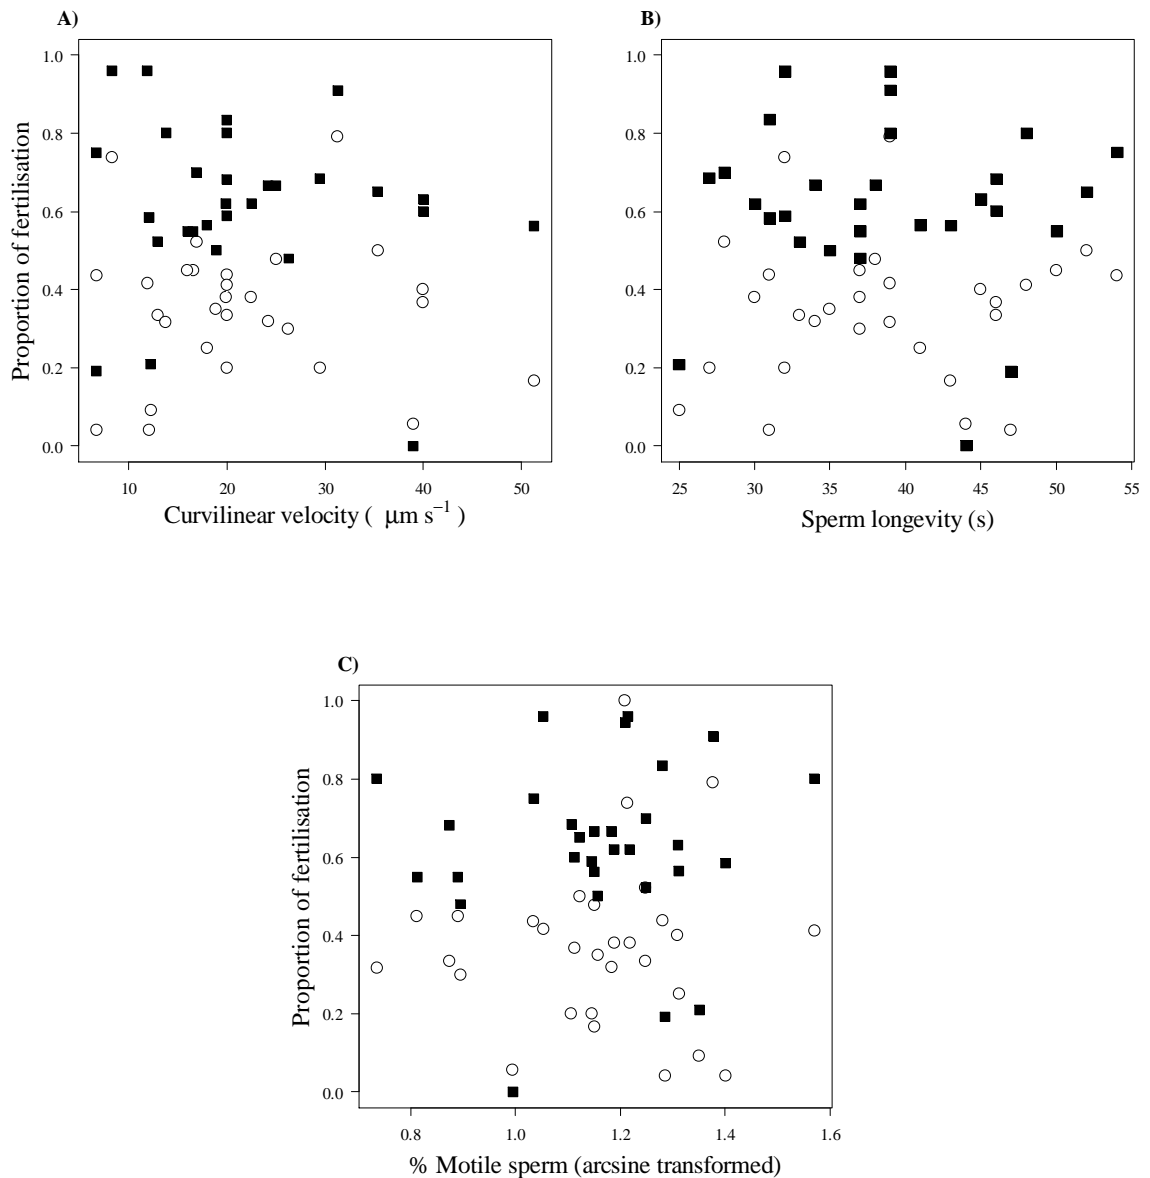 A)
1.0
0.8
0.6
0.4
0.2
0.0
Proportion of fertilisation
10 20 30 40 50
Curvilinear velocity ( μm s⁻¹ )
B)
1.0
0.8
0.6
0.4
0.2
0.0
25 30 35 40 45 50 55
Sperm longevity (s)
C)
1.0
0.8
0.6
0.4
0.2
0.0
Proportion of fertilisation
0.8 1.0 1.2 1.4 1.6
% Motile sperm (arcsine transformed)